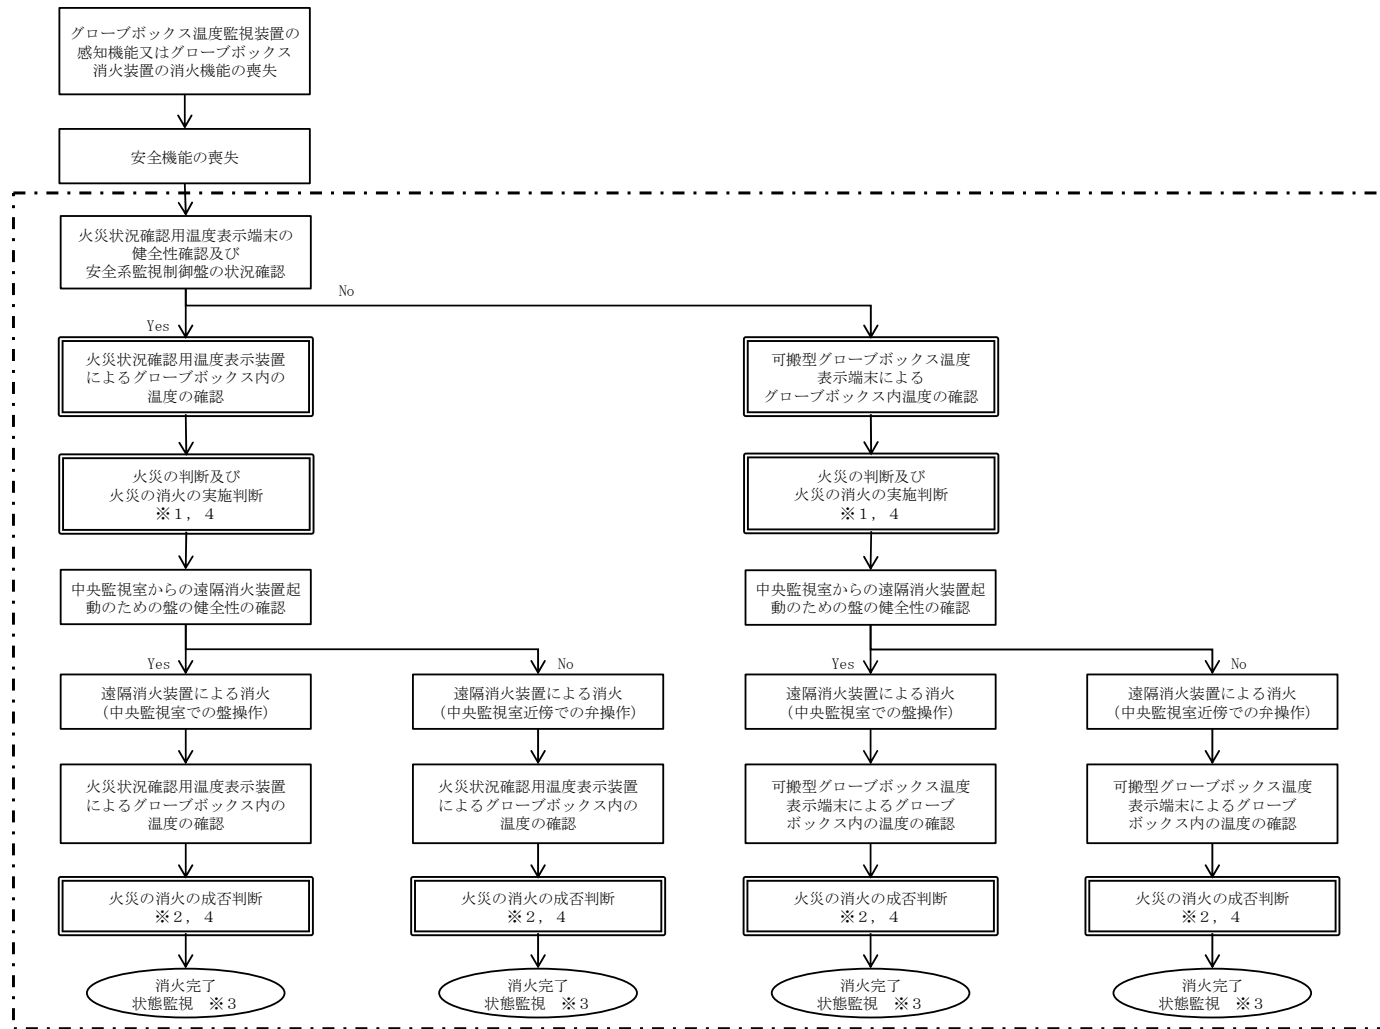 グローブボックス温度監視装置の
感知機能又はグローブボックス
消火装置の消火機能の喪失
安全機能の喪失
火災状況確認用温度表示端末の
健全性確認及び
安全系監視制御盤の状況確認
No
Yes
火災状況確認用温度表示装置
によるグローブボックス内の
温度の確認
可搬型グローブボックス温度
表示端末による
グローブボックス内温度の確認
火災の判断及び
火災の消火の実施判断
※1, 4
火災の判断及び
火災の消火の実施判断
※1, 4
中央監視室からの遠隔消火装置起
動のための盤の健全性の確認
中央監視室からの遠隔消火装置起
動のための盤の健全性の確認
Yes
No
Yes
No
遠隔消火装置による消火
（中央監視室での盤操作）
遠隔消火装置による消火
（中央監視室近傍での弁操作）
遠隔消火装置による消火
（中央監視室での盤操作）
遠隔消火装置による消火
（中央監視室近傍での弁操作）
火災状況確認用温度表示装置
によるグローブボックス内の
温度の確認
火災状況確認用温度表示装置
によるグローブボックス内の
温度の確認
可搬型グローブボックス温度
表示端末によるグローブ
ボックス内の温度の確認
可搬型グローブボックス温度
表示端末によるグローブ
ボックス内の温度の確認
火災の消火の成否判断
※2, 4
火災の消火の成否判断
※2, 4
火災の消火の成否判断
※2, 4
火災の消火の成否判断
※2, 4
消火完了
状態監視　※3
消火完了
状態監視　※3
消火完了
状態監視　※3
消火完了
状態監視　※3